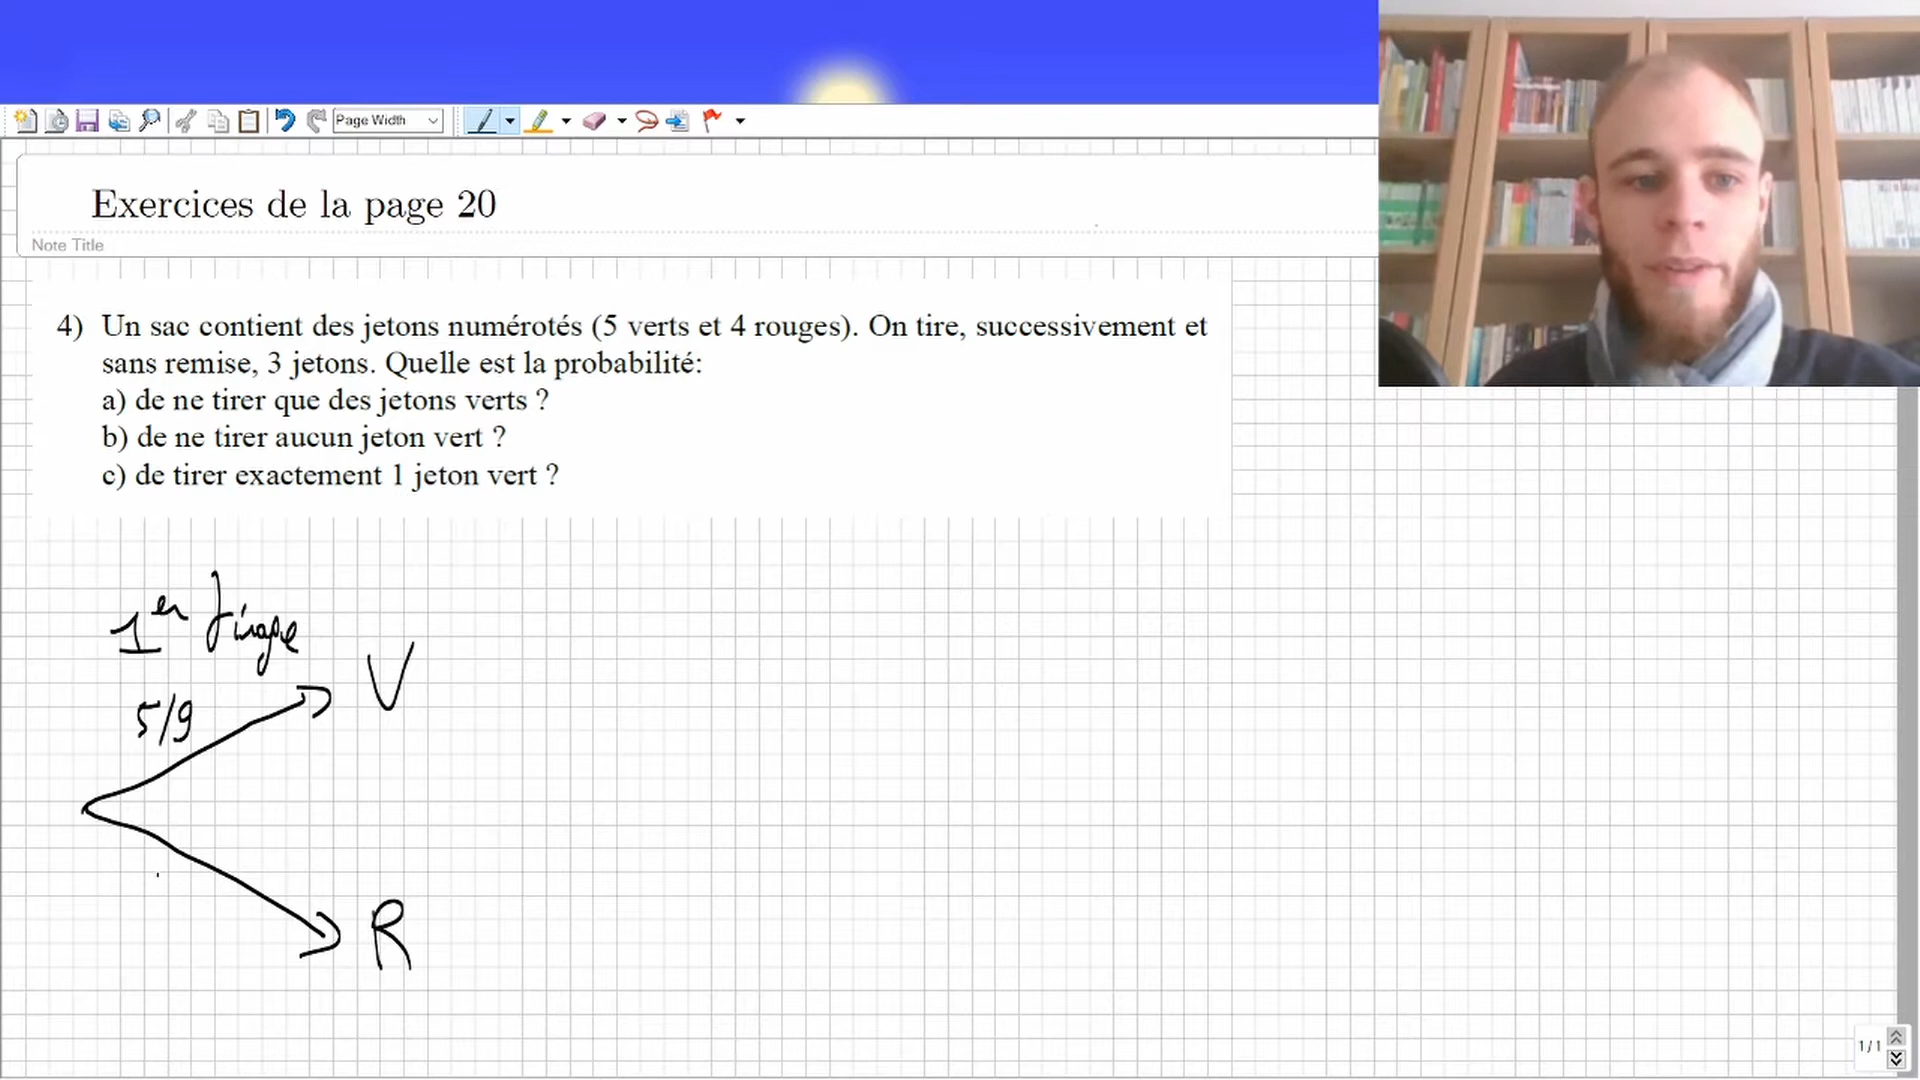 Page Width
Exercices de la page 20
Note Title
4) Un sac contient des jetons numérotés (5 verts et 4 rouges). On tire, successivement et
sans remise, 3 jetons. Quelle est la probabilité:
a) de ne tirer que des jetons verts ?
b) de ne tirer aucun jeton vert ?
c) de tirer exactement 1 jeton vert ?
1er tirage
V
5/9
R
1/1